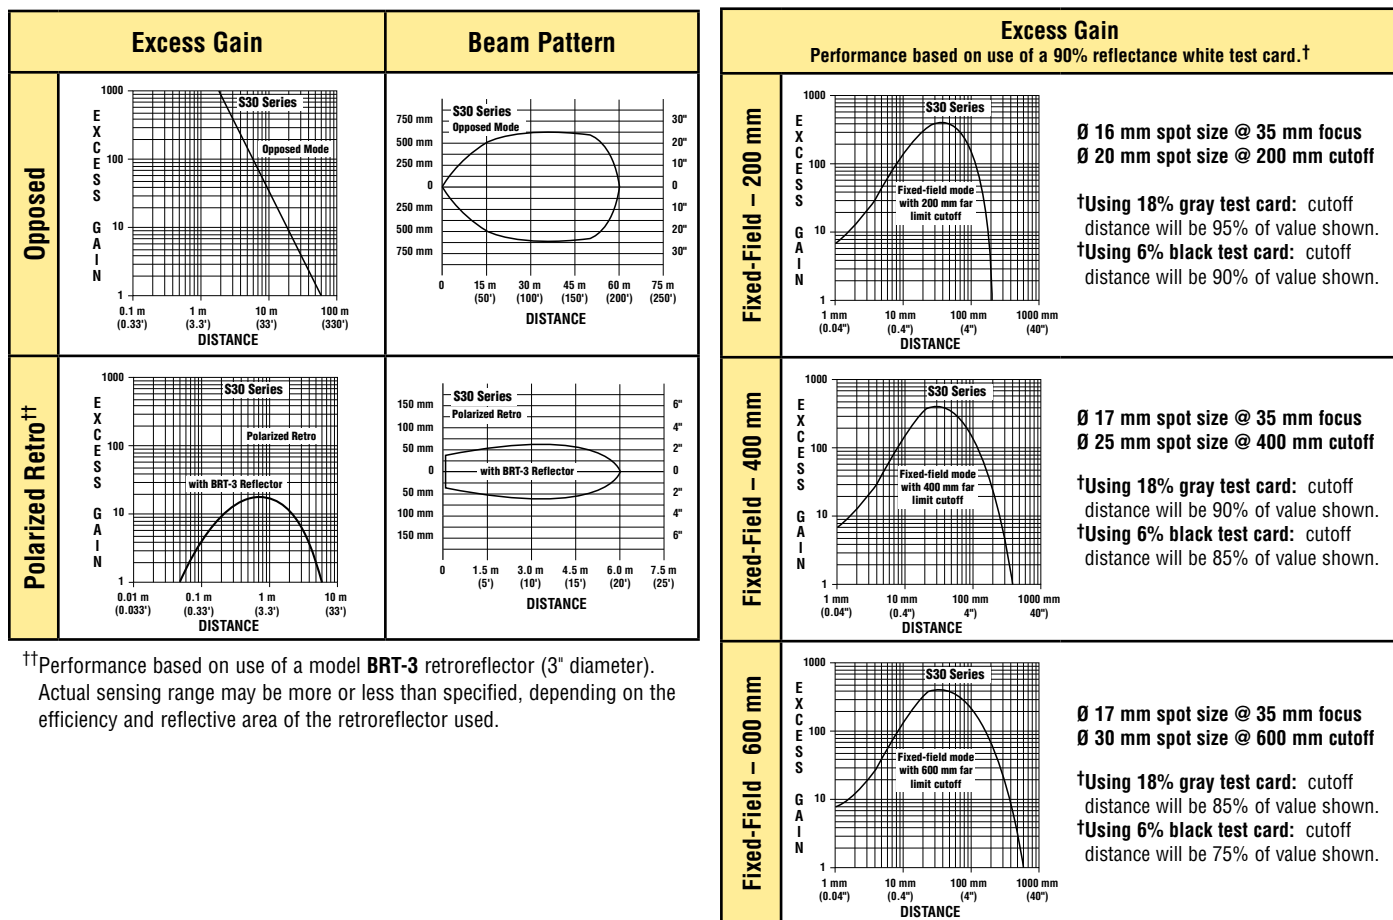 Excess Gain
Beam Pattern
Opposed
EXCESS GAIN
1000
100
10
1
S30 Series
Opposed Mode
0.1 m 1 m 10 m 100 m
(0.33') (3.3') (33') (330')
DISTANCE
S30 Series
Opposed Mode
750 mm 30"
500 mm 20"
250 mm 10"
0 0
250 mm 10"
500 mm 20"
750 mm 30"
0 15 m 30 m 45 m 60 m 75 m
(50') (100') (150') (200') (250')
DISTANCE
Polarized Retro††
EXCESS GAIN
1000
100
10
1
S30 Series
Polarized Retro
with BRT-3 Reflector
0.01 m 0.1 m 1 m 10 m
(0.033') (0.33') (3.3') (33')
DISTANCE
S30 Series
Polarized Retro
with BRT-3 Reflector
150 mm 6"
100 mm 4"
50 mm 2"
0 0
50 mm 2"
100 mm 4"
150 mm 6"
0 1.5 m 3.0 m 4.5 m 6.0 m 7.5 m
(5') (10') (15') (20') (25')
DISTANCE
††Performance based on use of a model BRT-3 retroreflector (3" diameter).
Actual sensing range may be more or less than specified, depending on the
efficiency and reflective area of the retroreflector used.
Excess Gain
Performance based on use of a 90% reflectance white test card.†
Fixed-Field – 200 mm
EXCESS GAIN
1000
100
10
1
S30 Series
Fixed-field mode
with 200 mm far
limit cutoff
1 mm 10 mm 100 mm 1000 mm
(0.04") (0.4") (4") (40")
DISTANCE
Ø 16 mm spot size @ 35 mm focus
Ø 20 mm spot size @ 200 mm cutoff
†Using 18% gray test card: cutoff
distance will be 95% of value shown.
†Using 6% black test card: cutoff
distance will be 90% of value shown.
Fixed-Field – 400 mm
EXCESS GAIN
1000
100
10
1
S30 Series
Fixed-field mode
with 400 mm far
limit cutoff
1 mm 10 mm 100 mm 1000 mm
(0.04") (0.4") 4") 40")
DISTANCE
Ø 17 mm spot size @ 35 mm focus
Ø 25 mm spot size @ 400 mm cutoff
†Using 18% gray test card: cutoff
distance will be 90% of value shown.
†Using 6% black test card: cutoff
distance will be 85% of value shown.
Fixed-Field – 600 mm
EXCESS GAIN
1000
100
10
1
S30 Series
Fixed-field mode
with 600 mm far
limit cutoff
1 mm 10 mm 100 mm 1000 mm
(0.04") (0.4") (4") (40")
DISTANCE
Ø 17 mm spot size @ 35 mm focus
Ø 30 mm spot size @ 600 mm cutoff
†Using 18% gray test card: cutoff
distance will be 85% of value shown.
†Using 6% black test card: cutoff
distance will be 75% of value shown.